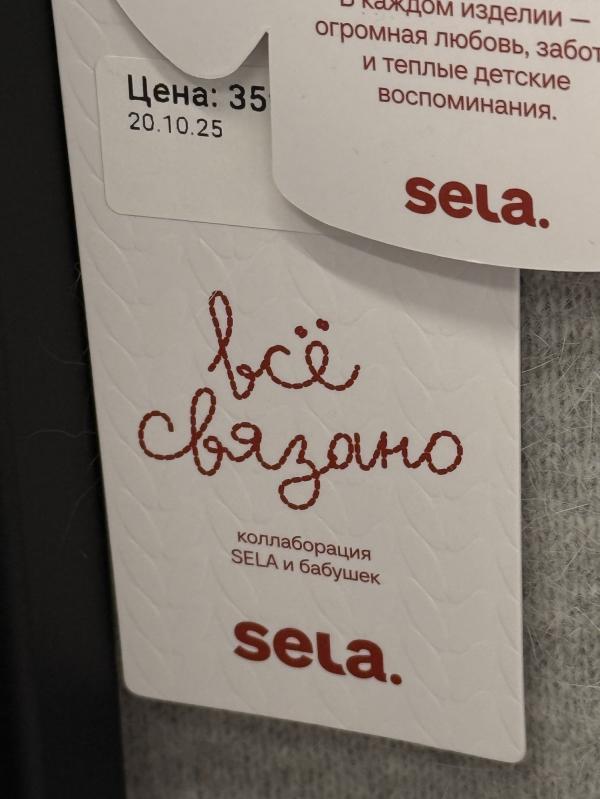 В каждом изделии —
огромная любовь, забот
и теплые детские
воспоминания.
sela.
Цена: 35
20.10.25
всё
связано
коллаборация
SELA и бабушек
sela.